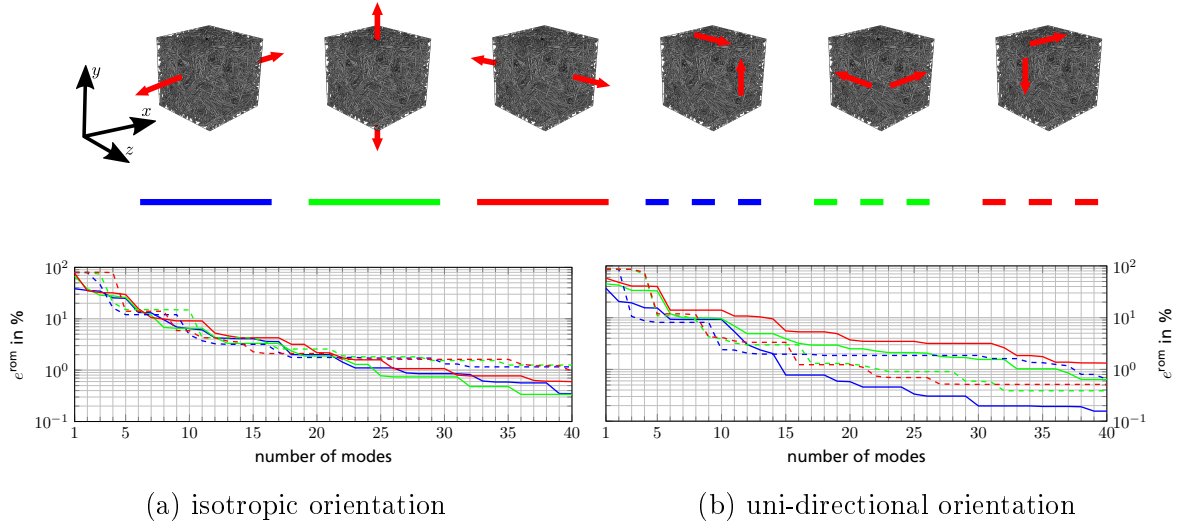 y
x
z
10^2
10^1
10^0
10^-1
e^rom in %
1 5 10 15 20 25 30 35 40
number of modes
10^2
10^1
10^0
10^-1
e^rom in %
1 5 10 15 20 25 30 35 40
number of modes
(a) isotropic orientation
(b) uni-directional orientation